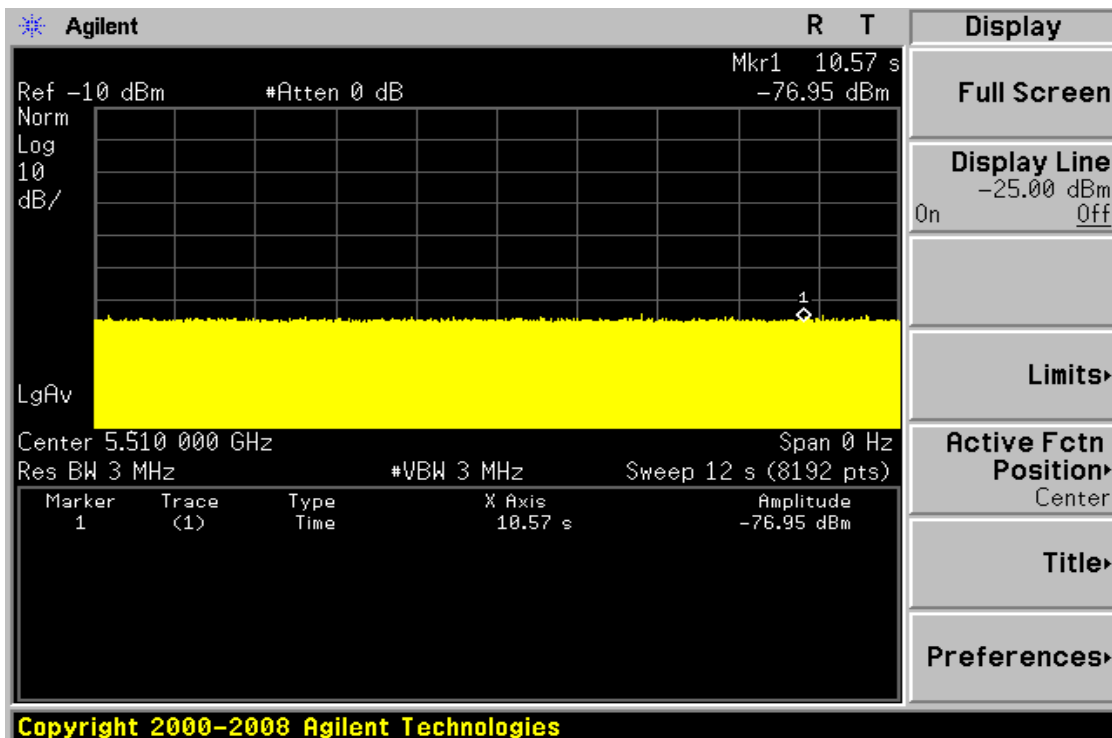 Agilent R T
Mkr1 10.57 s
Ref -10 dBm #Atten 0 dB -76.95 dBm
Norm
Log
10
dB/
1
LgAv
Center 5.510 000 GHz Span 0 Hz
Res BW 3 MHz #VBW 3 MHz Sweep 12 s (8192 pts)
Marker Trace Type X Axis Amplitude
1 (1) Time 10.57 s -76.95 dBm
Copyright 2000-2008 Agilent Technologies
Display
Full Screen
Display Line
-25.00 dBm
On Off
Limits
Active Fctn
Position
Center
Title
Preferences